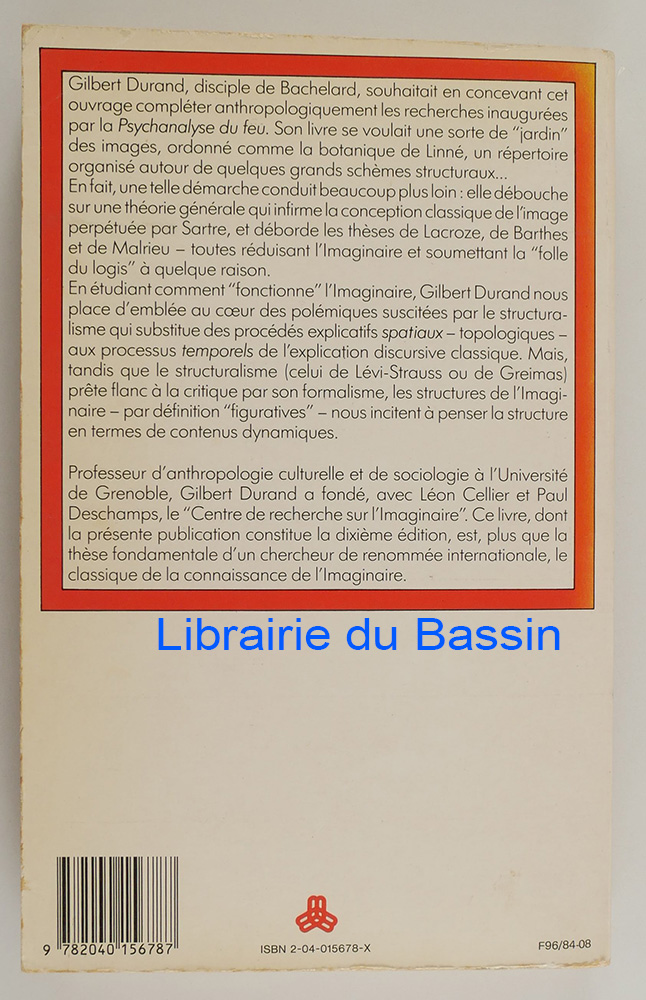 Gilbert Durand, disciple de Bachelard, souhaitait en concevant cet
ouvrage compléter anthropologiquement les recherches inaugurées
par la Psychanalyse du feu. Son livre se voulait une sorte de "jardin"
des images, ordonné comme la botanique de Linné, un répertoire
organisé autour de quelques grands schèmes structuraux...
En fait, une telle démarche conduit beaucoup plus loin : elle débouche
sur une théorie générale qui infirme la conception classique de l'image
perpétuée par Sartre, et déborde les thèses de Lacroze, de Barthes
et de Malrieu – toutes réduisant l'Imaginaire et soumettant la "folle
du logis" à quelque raison.
En étudiant comment "fonctionne" l'Imaginaire, Gilbert Durand nous
place d'emblée au cœur des polémiques suscitées par le structura-
lisme qui substitue des procédés explicatifs spatiaux – topologiques –
aux processus temporels de l'explication discursive classique. Mais,
tandis que le structuralisme (celui de Lévi-Strauss ou de Greimas)
prête flanc à la critique par son formalisme, les structures de l'Imagi-
naire – par définition "figuratives" – nous incitent à penser la structure
en termes de contenus dynamiques.
Professeur d'anthropologie culturelle et de sociologie à l'Université
de Grenoble, Gilbert Durand a fondé, avec Léon Cellier et Paul
Deschamps, le "Centre de recherche sur l'Imaginaire". Ce livre, dont
la présente publication constitue la dixième édition, est, plus que la
thèse fondamentale d'un chercheur de renommée internationale, le
classique de la connaissance de l'Imaginaire.
Librairie du Bassin
9 782040 156787
ISBN 2-04-015678-X
F96/84-08